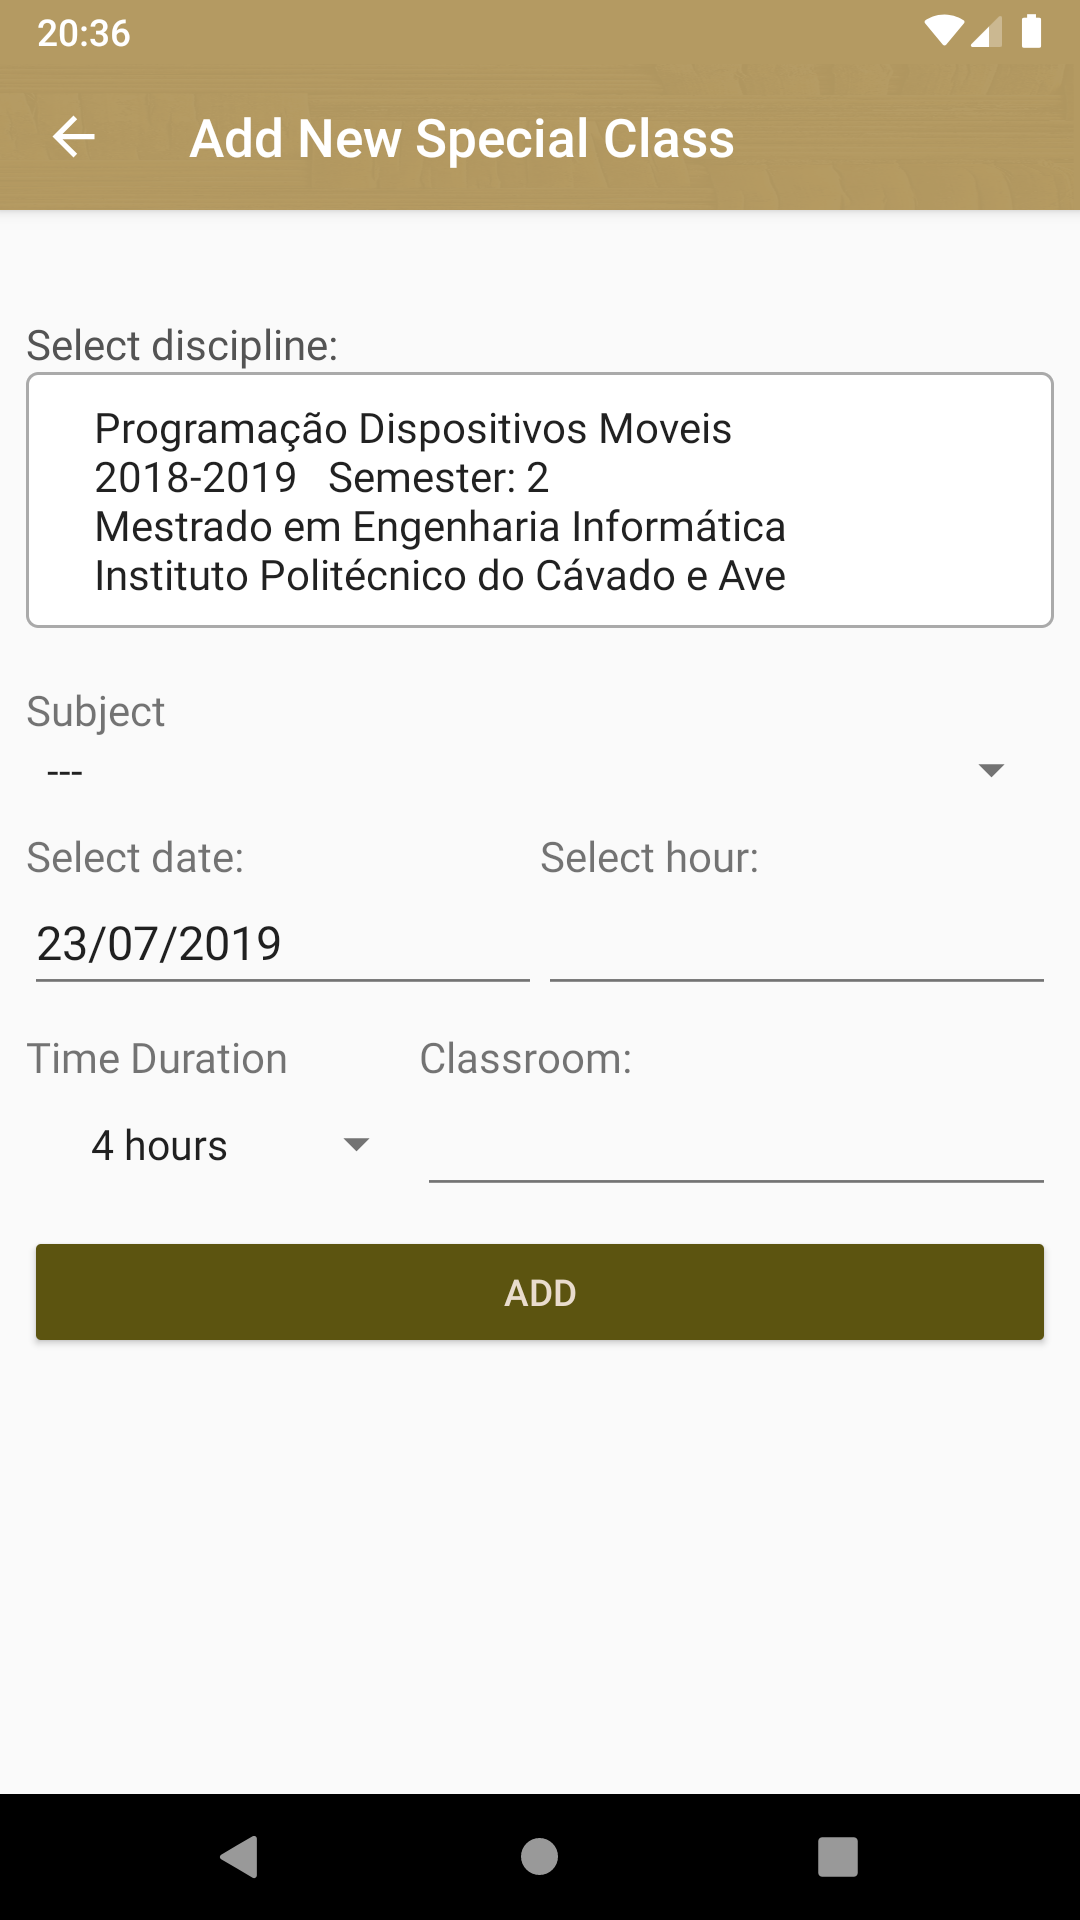 20:36
Add New Special Class
Select discipline:
Programação Dispositivos Moveis
2018-2019   Semester: 2
Mestrado em Engenharia Informática
Instituto Politécnico do Cávado e Ave
Subject
---
Select date: Select hour:
23/07/2019
Time Duration Classroom:
4 hours
ADD